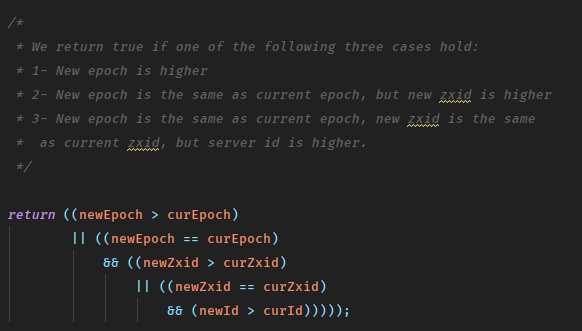 /*
 * We return true if one of the following three cases hold:
 * 1- New epoch is higher
 * 2- New epoch is the same as current epoch, but new zxid is higher
 * 3- New epoch is the same as current epoch, new zxid is the same
 *  as current zxid, but server id is higher.
 */
return ((newEpoch > curEpoch)
        || ((newEpoch == curEpoch)
            && ((newZxid > curZxid)
                || ((newZxid == curZxid)
                    && (newId > curId)))));